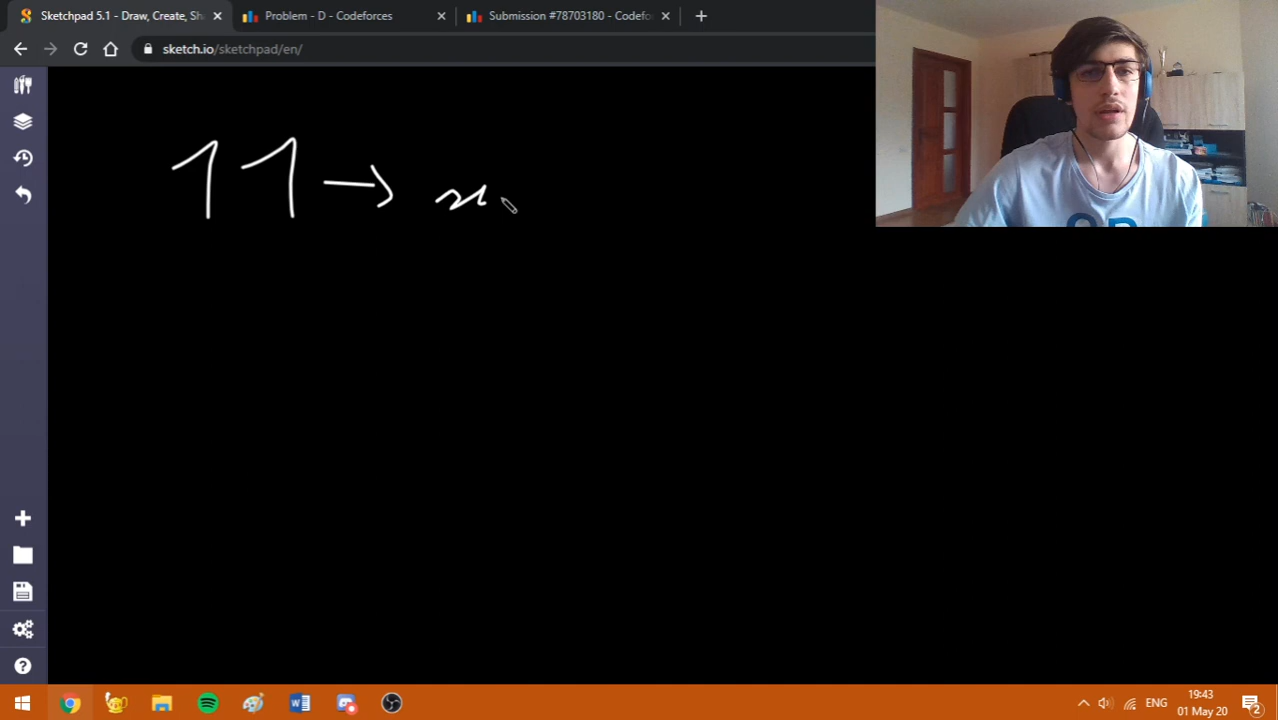 Sketchpad 5.1 - Draw, Create, Sh
Problem - D - Codeforces
Submission #78703180 - Codefo
sketch.io/sketchpad/en/
11 →
ENG
19:43
01 May 20
2